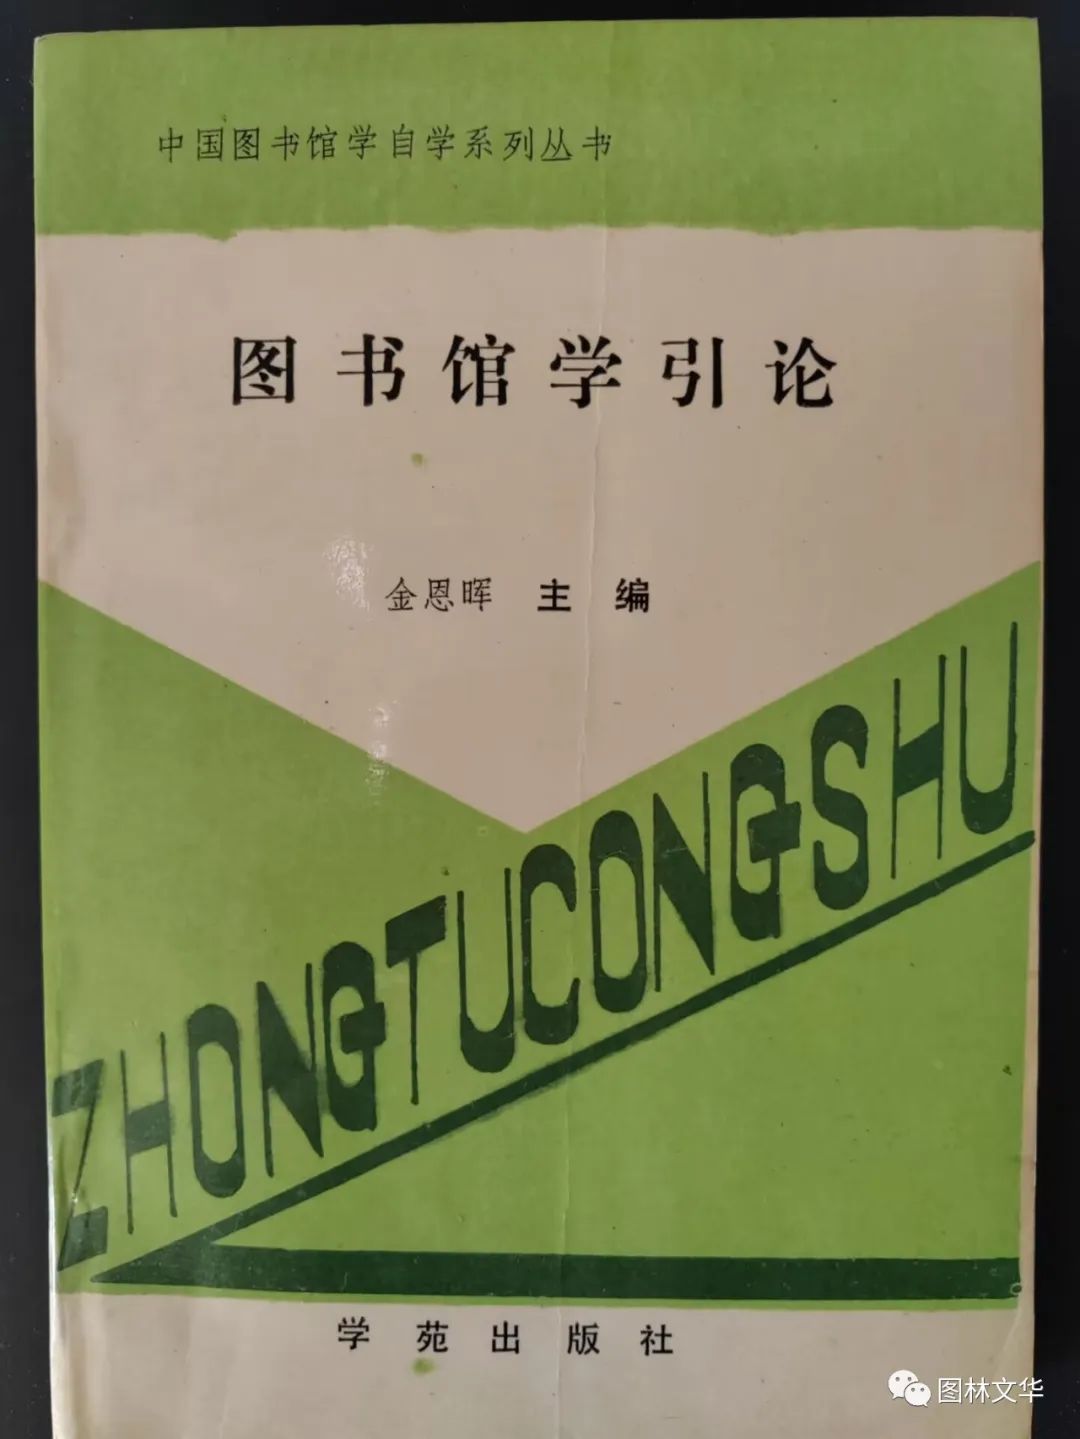 中国图书馆学自学系列丛书
图书馆学引论
金恩晖 主编
ZHONGTUCONGSHU
学苑出版社
图林文华